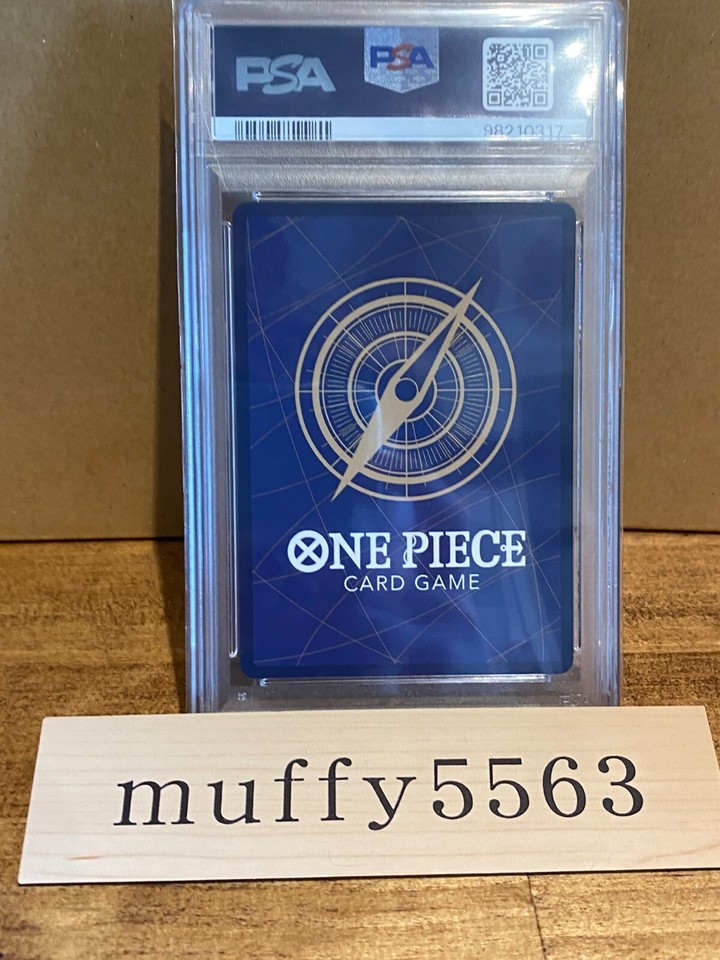 PSA
PSA
98210317
ONE PIECE
CARD GAME
muffy5563